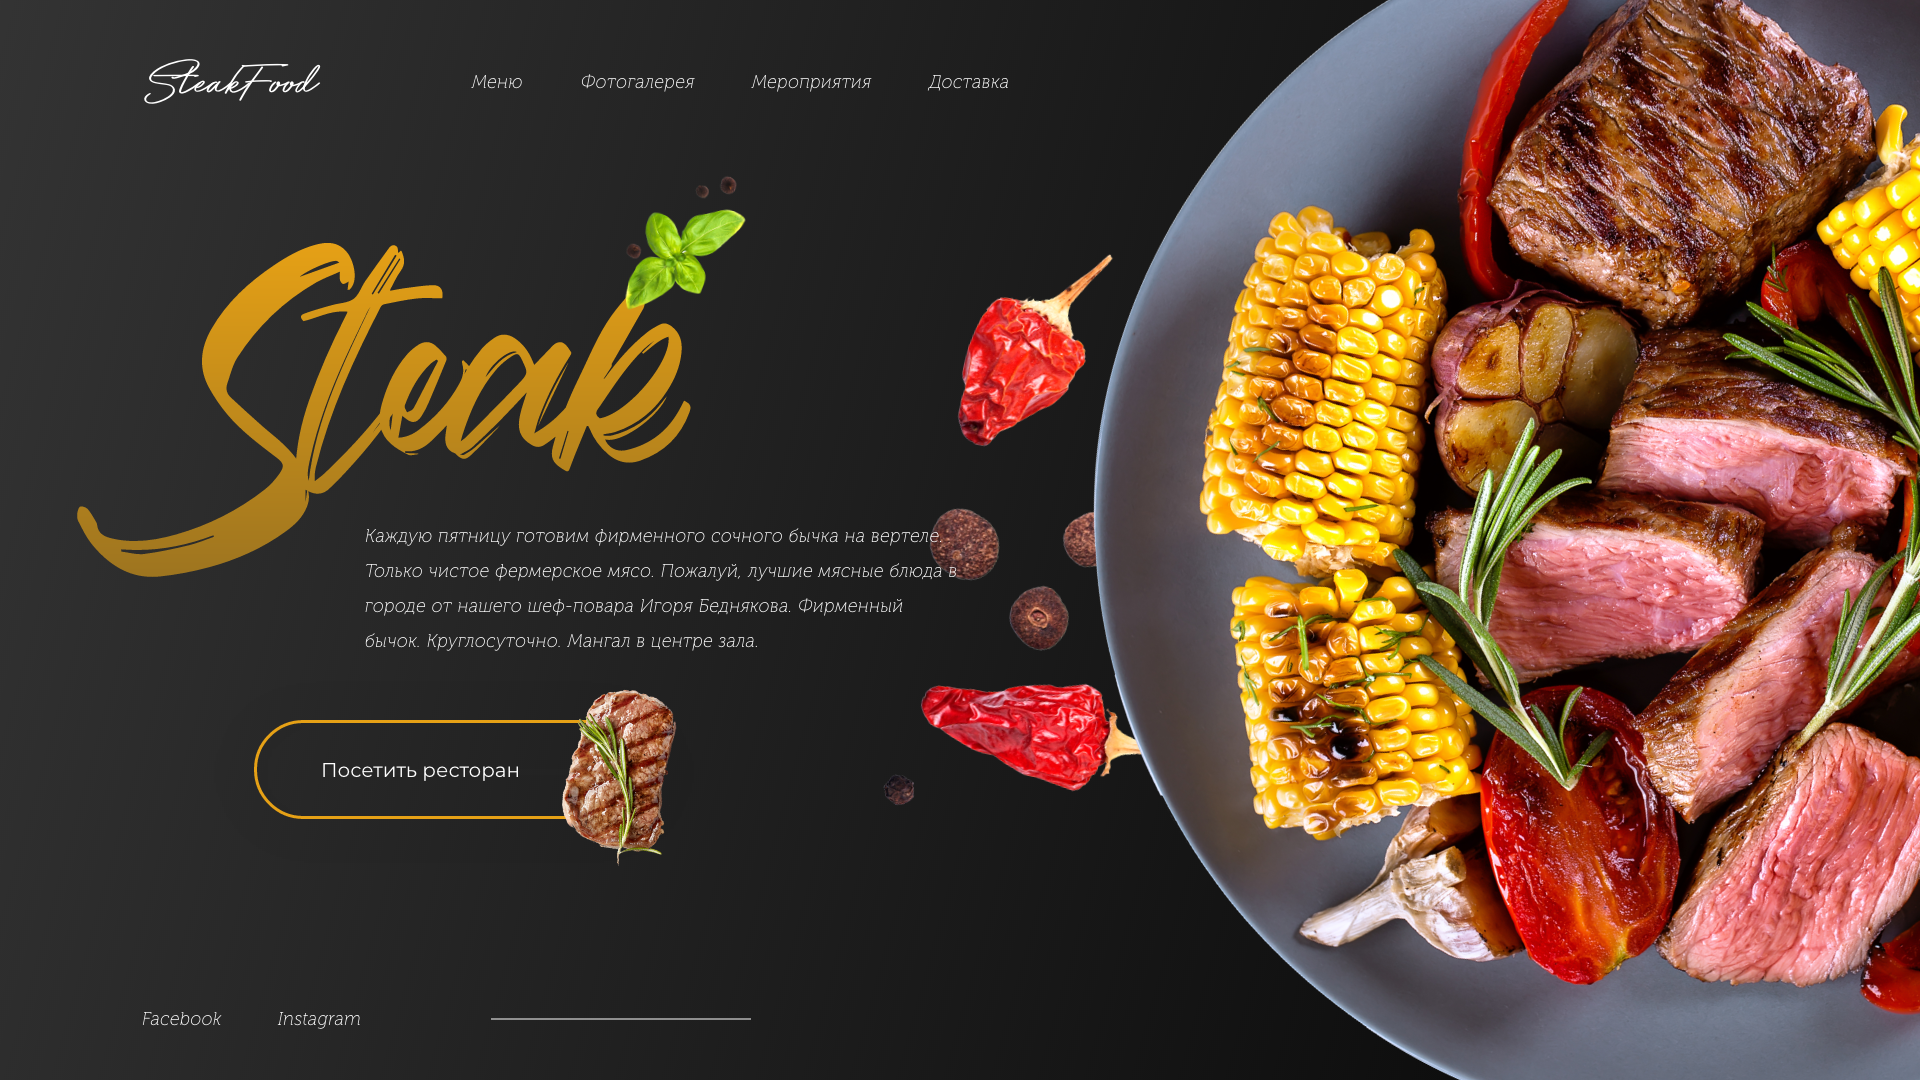 SteakFood
Меню Фотогалерея Мероприятия Доставка
Steak
Каждую пятницу готовим фирменного сочного бычка на вертеле.
Только чистое фермерское мясо. Пожалуй, лучшие мясные блюда в
городе от нашего шеф-повара Игоря Беднякова. Фирменный
бычок. Круглосуточно. Мангал в центре зала.
Посетить ресторан
Facebook Instagram